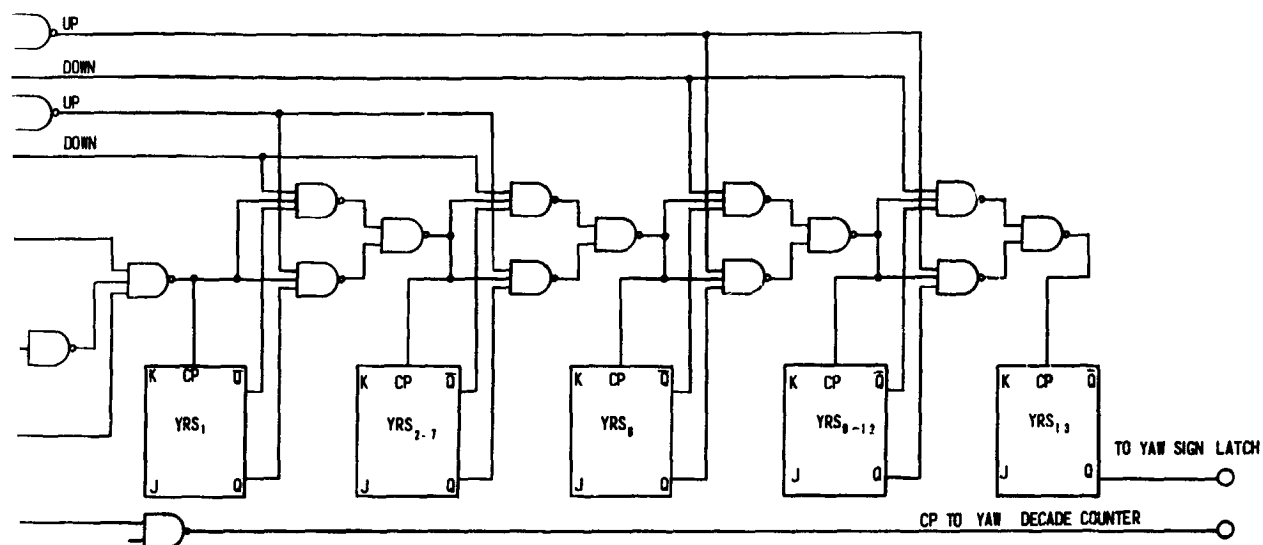 UP
DOWN
UP
DOWN
K CP Q̅
YRS₁
J Q
K CP Q̅
YRS₂₋₇
J Q
K CP Q̅
YRS₈
J Q
K CP Q̅
YRS₉₋₁₂
J Q
K CP Q̅
YRS₁₃
J Q
TO YAW SIGN LATCH
CP TO YAW DECADE COUNTER